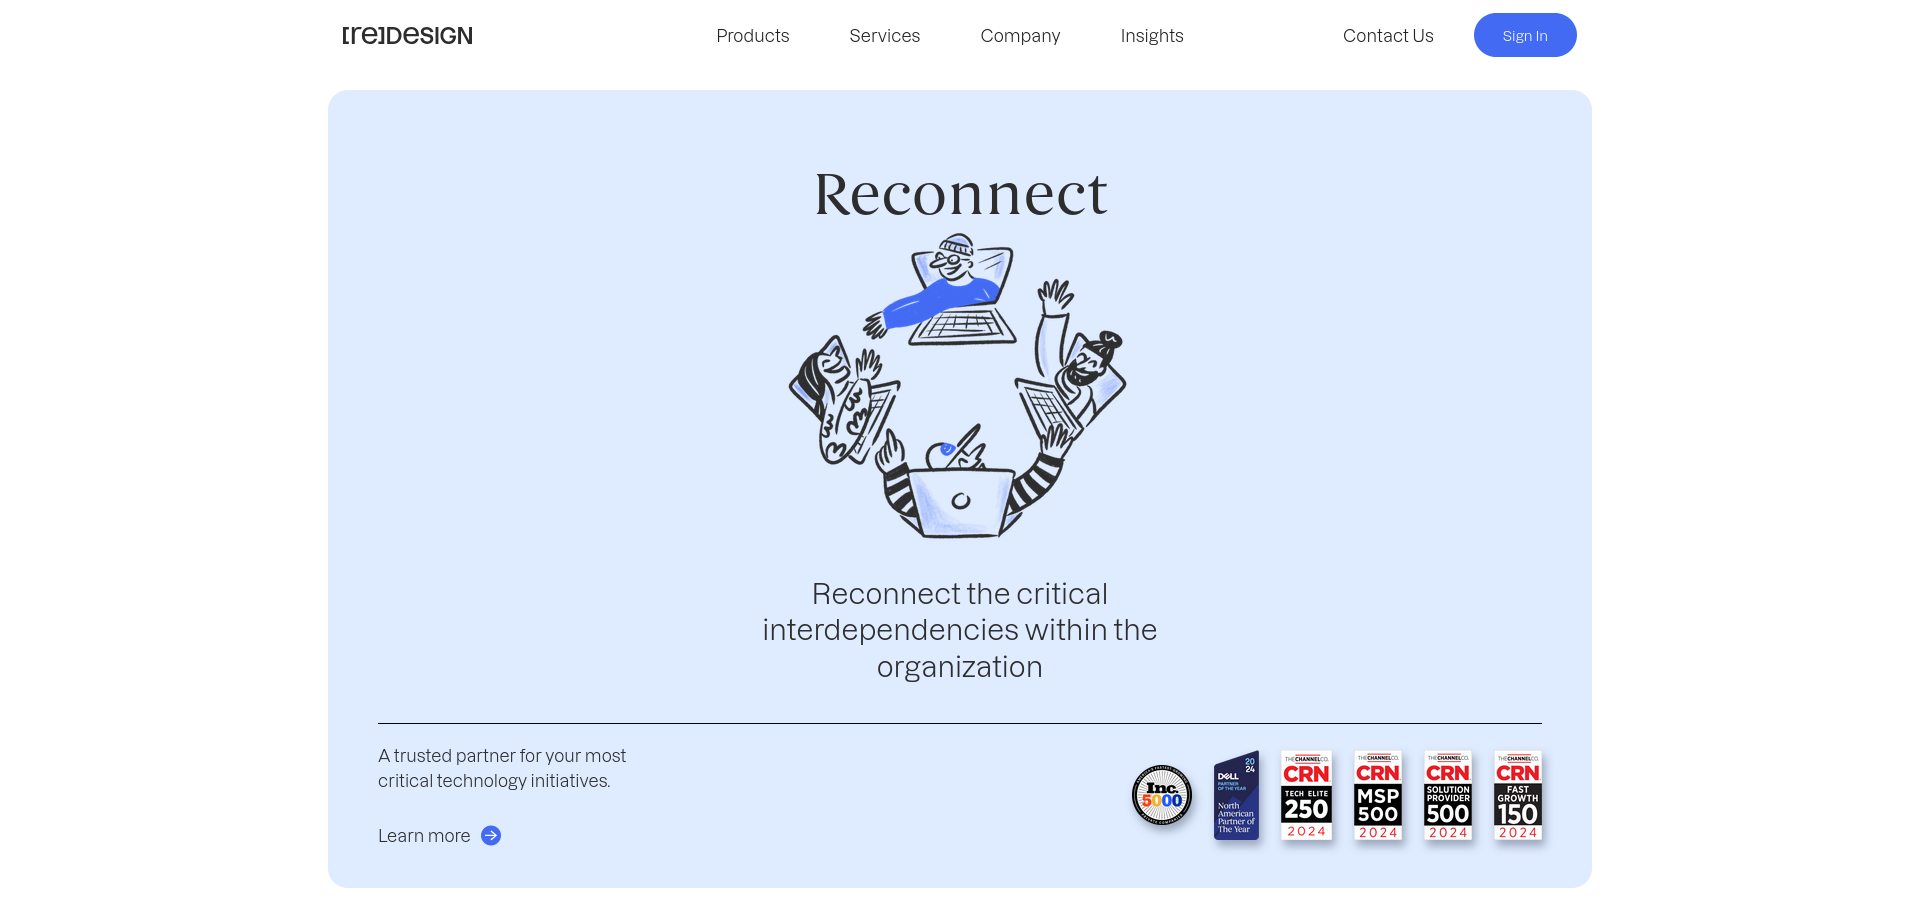 [re]DESIGN
Products
Services
Company
Insights
Contact Us
Sign In
Reconnect
Reconnect the critical
interdependencies within the
organization
A trusted partner for your most
critical technology initiatives.
Learn more
Inc.
5000
20
24
DELL
PARTNER
OF THE YEAR
North
American
Partner of
The Year
THE CHANNEL CO.
CRN
TECH ELITE
250
2024
THE CHANNEL CO.
CRN
MSP
500
2024
THE CHANNEL CO.
CRN
SOLUTION
PROVIDER
500
2024
THE CHANNEL CO.
CRN
FAST
GROWTH
150
2024